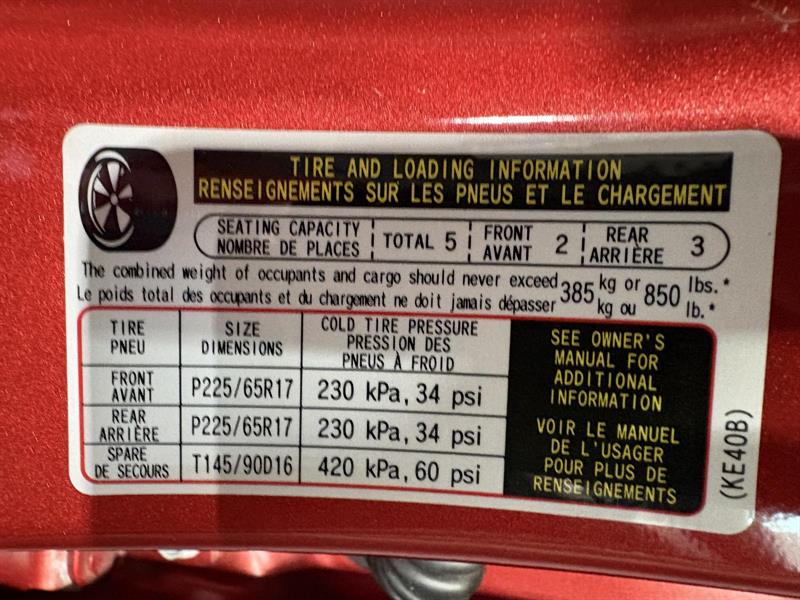 TIRE AND LOADING INFORMATION
RENSEIGNEMENTS SUR LES PNEUS ET LE CHARGEMENT
SEATING CAPACITY
NOMBRE DE PLACES
TOTAL 5
FRONT
AVANT
2
REAR
ARRIÈRE
3
The combined weight of occupants and cargo should never exceed 385 kg or 850 lbs.*
Le poids total des occupants et du chargement ne doit jamais dépasser 385 kg ou 850 lb.*
TIRE
PNEU
SIZE
DIMENSIONS
COLD TIRE PRESSURE
PRESSION DES
PNEUS À FROID
FRONT
AVANT
P225/65R17
230 kPa, 34 psi
REAR
ARRIÈRE
P225/65R17
230 kPa, 34 psi
SPARE
DE SECOURS
T145/90D16
420 kPa, 60 psi
SEE OWNER'S
MANUAL FOR
ADDITIONAL
INFORMATION
VOIR LE MANUEL
DE L'USAGER
POUR PLUS DE
RENSEIGNEMENTS
(KE40B)